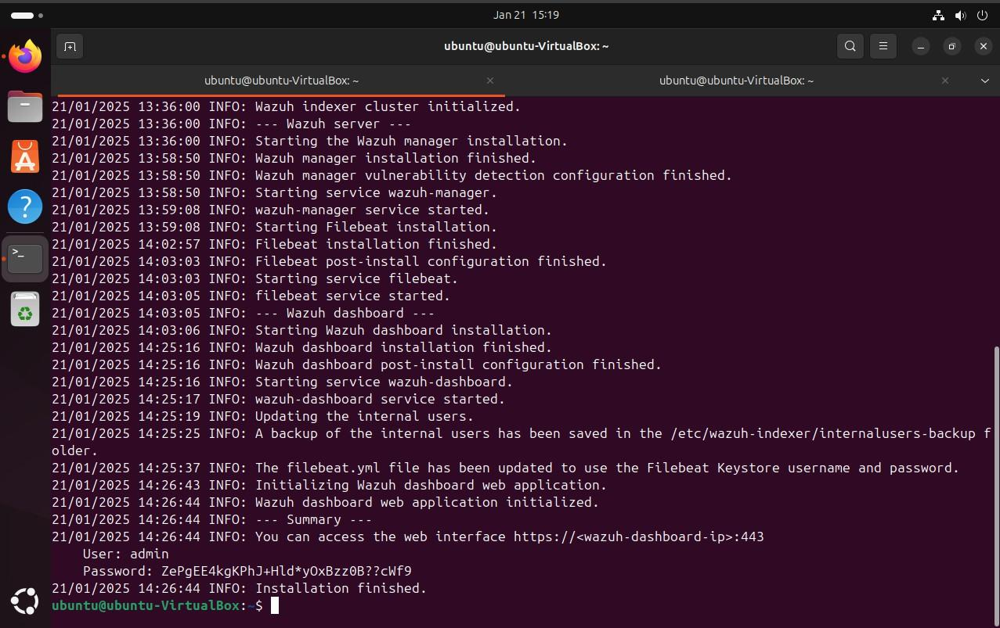 Jan 21 15:19
ubuntu@ubuntu-VirtualBox: ~
ubuntu@ubuntu-VirtualBox: ~
ubuntu@ubuntu-VirtualBox: ~
21/01/2025 13:36:00 INFO: Wazuh indexer cluster initialized.
21/01/2025 13:36:00 INFO: --- Wazuh server ---
21/01/2025 13:36:00 INFO: Starting the Wazuh manager installation.
21/01/2025 13:58:50 INFO: Wazuh manager installation finished.
21/01/2025 13:58:50 INFO: Wazuh manager vulnerability detection configuration finished.
21/01/2025 13:58:50 INFO: Starting service wazuh-manager.
21/01/2025 13:59:08 INFO: wazuh-manager service started.
21/01/2025 13:59:08 INFO: Starting Filebeat installation.
21/01/2025 14:02:57 INFO: Filebeat installation finished.
21/01/2025 14:03:03 INFO: Filebeat post-install configuration finished.
21/01/2025 14:03:03 INFO: Starting service filebeat.
21/01/2025 14:03:05 INFO: filebeat service started.
21/01/2025 14:03:05 INFO: --- Wazuh dashboard ---
21/01/2025 14:03:06 INFO: Starting Wazuh dashboard installation.
21/01/2025 14:25:16 INFO: Wazuh dashboard installation finished.
21/01/2025 14:25:16 INFO: Wazuh dashboard post-install configuration finished.
21/01/2025 14:25:16 INFO: Starting service wazuh-dashboard.
21/01/2025 14:25:17 INFO: wazuh-dashboard service started.
21/01/2025 14:25:19 INFO: Updating the internal users.
21/01/2025 14:25:25 INFO: A backup of the internal users has been saved in the /etc/wazuh-indexer/internalusers-backup f
older.
21/01/2025 14:25:37 INFO: The filebeat.yml file has been updated to use the Filebeat Keystore username and password.
21/01/2025 14:26:43 INFO: Initializing Wazuh dashboard web application.
21/01/2025 14:26:44 INFO: Wazuh dashboard web application initialized.
21/01/2025 14:26:44 INFO: --- Summary ---
21/01/2025 14:26:44 INFO: You can access the web interface https://<wazuh-dashboard-ip>:443
User: admin
Password: ZePgEE4kgKPhJ+Hld*yOxBzz0B??cWf9
21/01/2025 14:26:44 INFO: Installation finished.
ubuntu@ubuntu-VirtualBox:~$